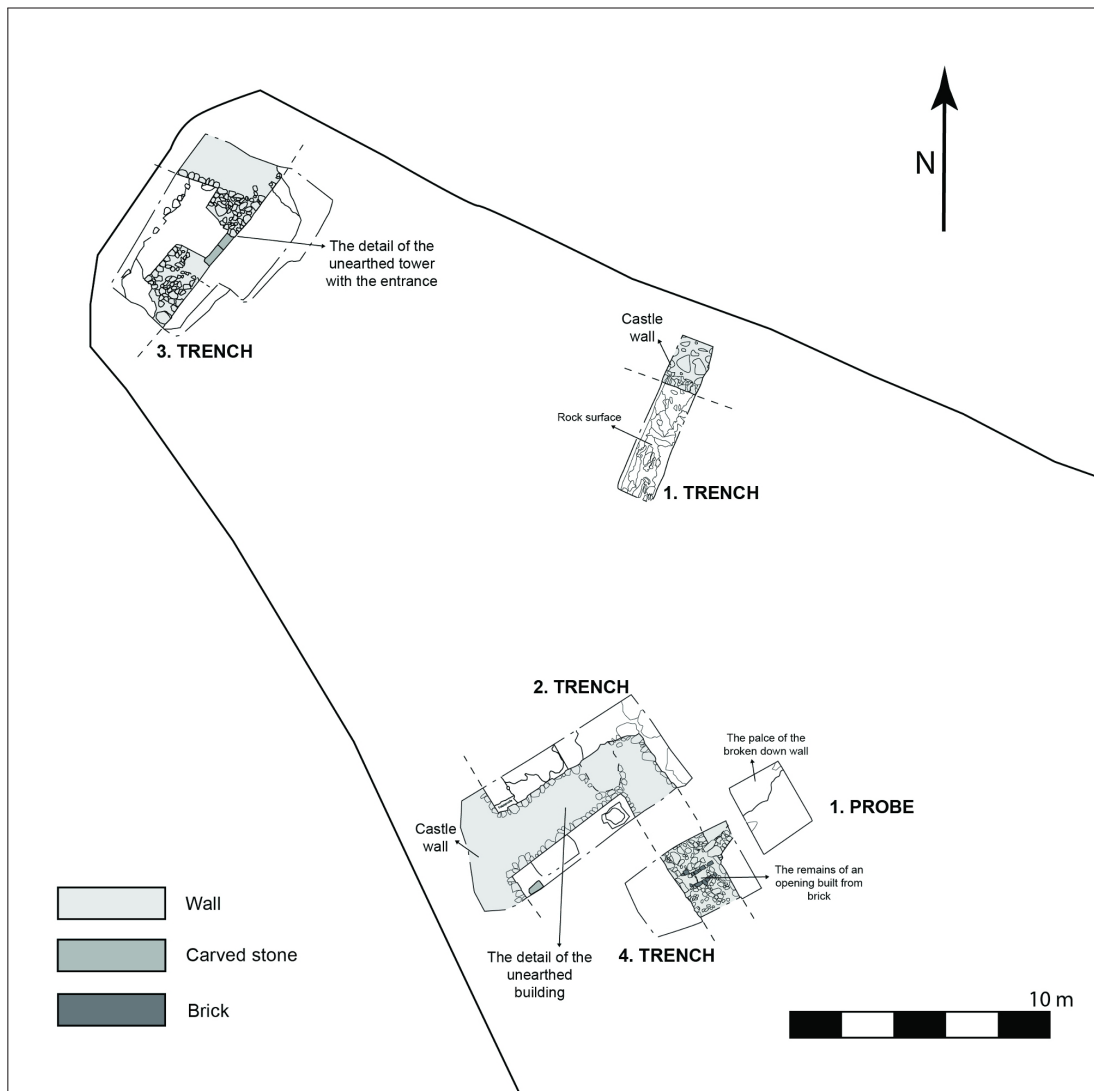 N
The detail of the
unearthed tower
with the entrance
3. TRENCH
Castle
wall
Rock surface
1. TRENCH
2. TRENCH
The palce of the
broken down wall
1. PROBE
Castle
wall
The remains of an
opening built from
brick
4. TRENCH
The detail of the
unearthed
building
Wall
Carved stone
Brick
10 m